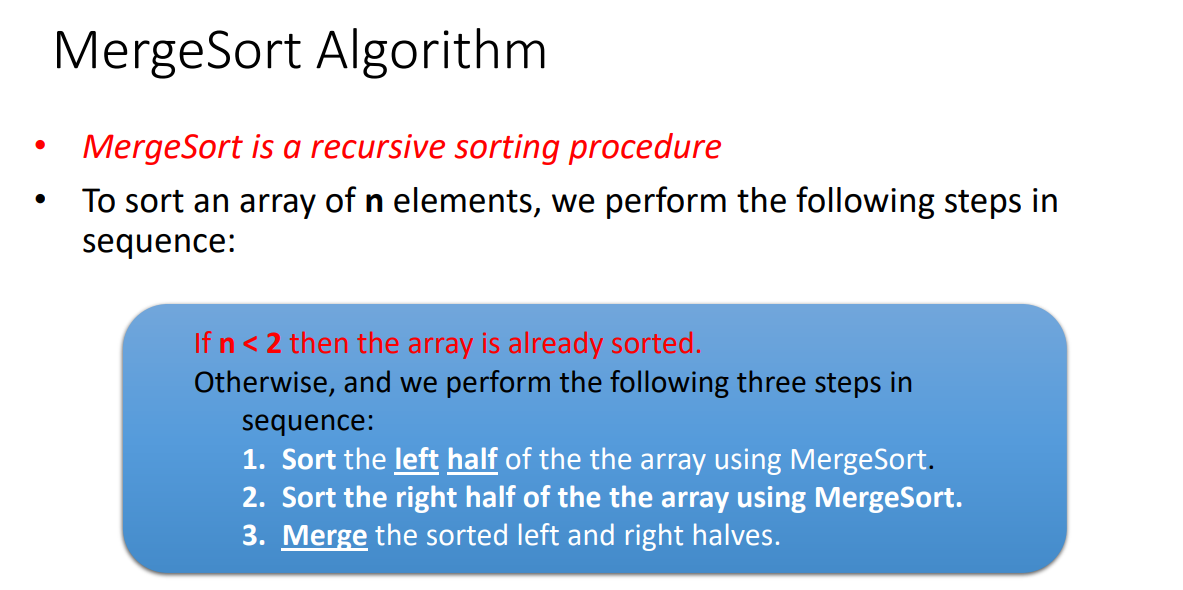 MergeSort Algorithm
• MergeSort is a recursive sorting procedure
• To sort an array of n elements, we perform the following steps in
sequence:
If n < 2 then the array is already sorted.
Otherwise, and we perform the following three steps in
sequence:
1. Sort the left half of the the array using MergeSort.
2. Sort the right half of the the array using MergeSort.
3. Merge the sorted left and right halves.